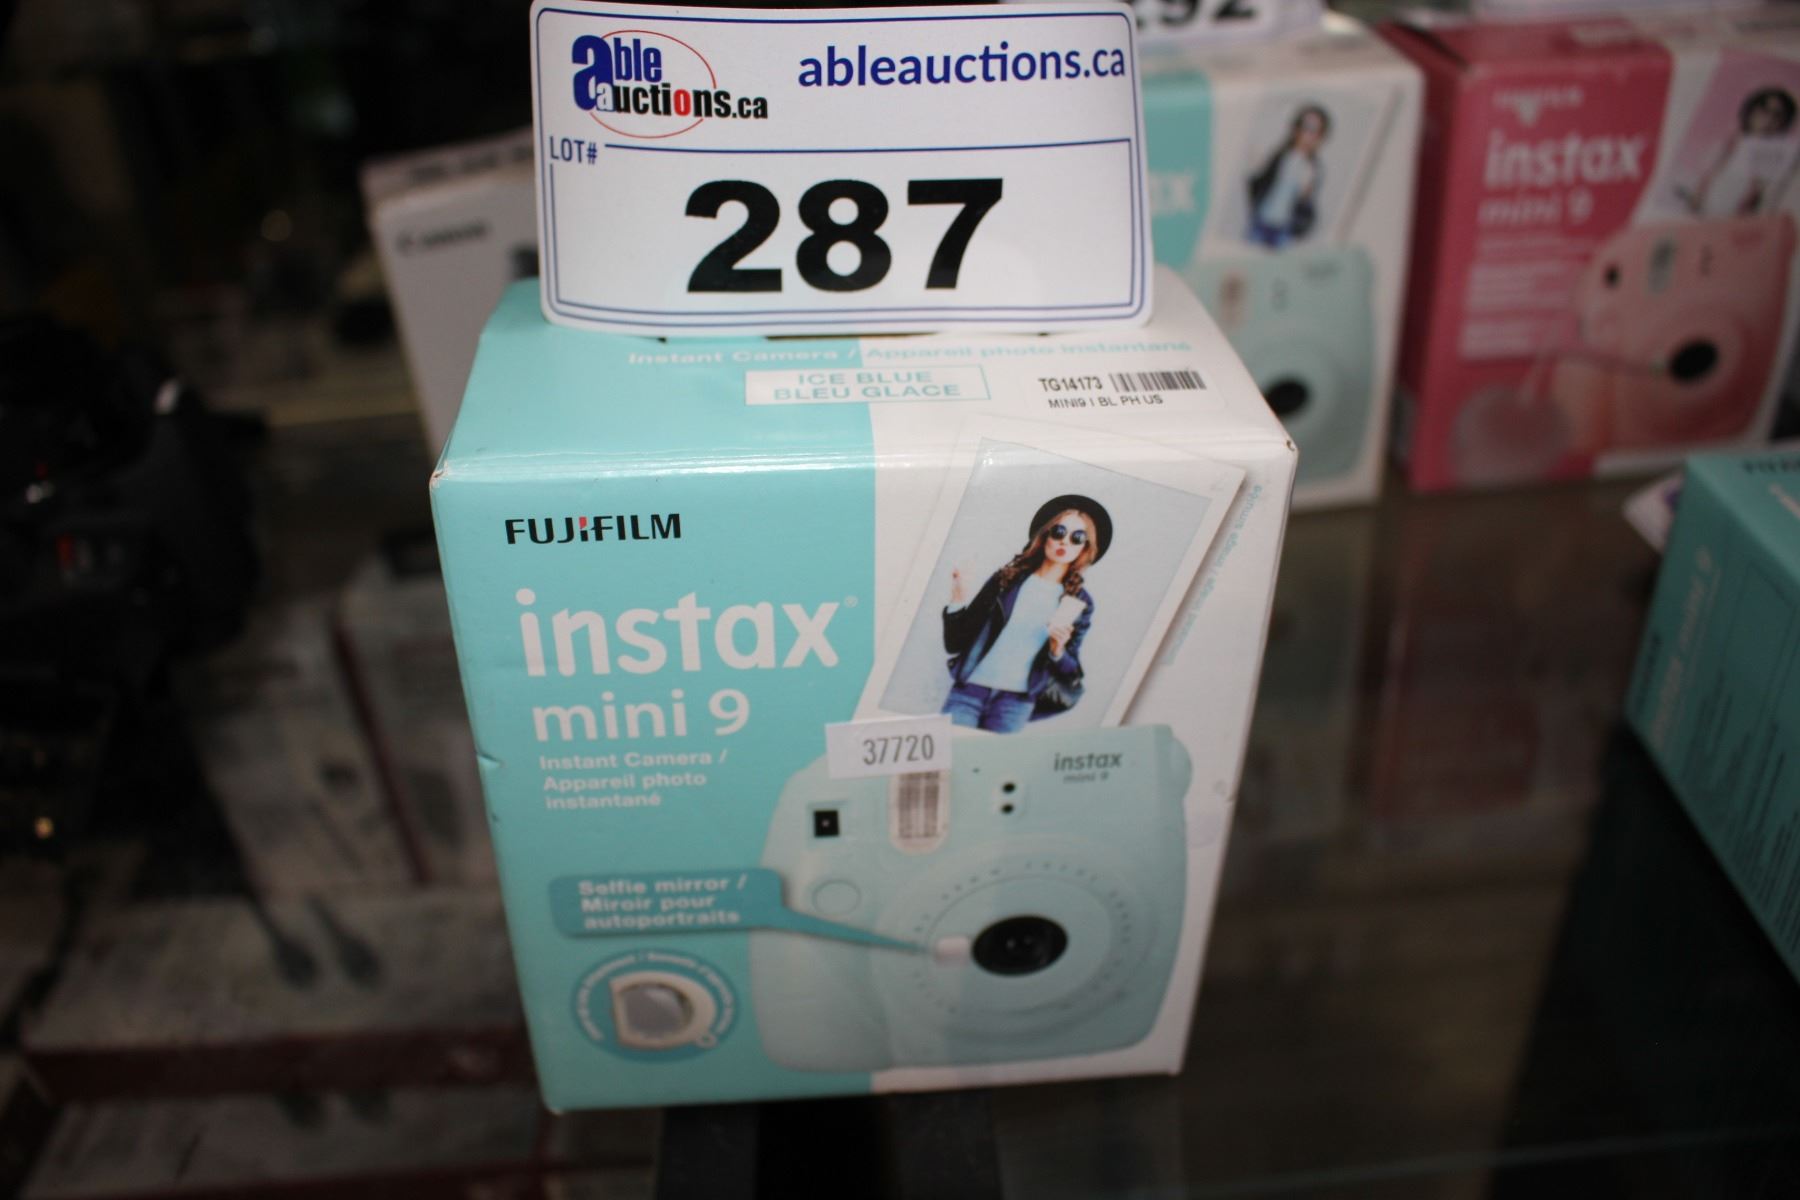 able auctions.ca
ableauctions.ca
LOT#
287
292
Canon
Instant Camera / Appareil photo instantané
ICE BLUE
BLEU GLACE
TG14173
MINI9 I BL PH US
FUJIFILM
instax
mini 9
Instant Camera /
Appareil photo
instantané
37720
instax
mini 9
Selfie mirror /
Miroir pour
autoportraits
instax
mini 9